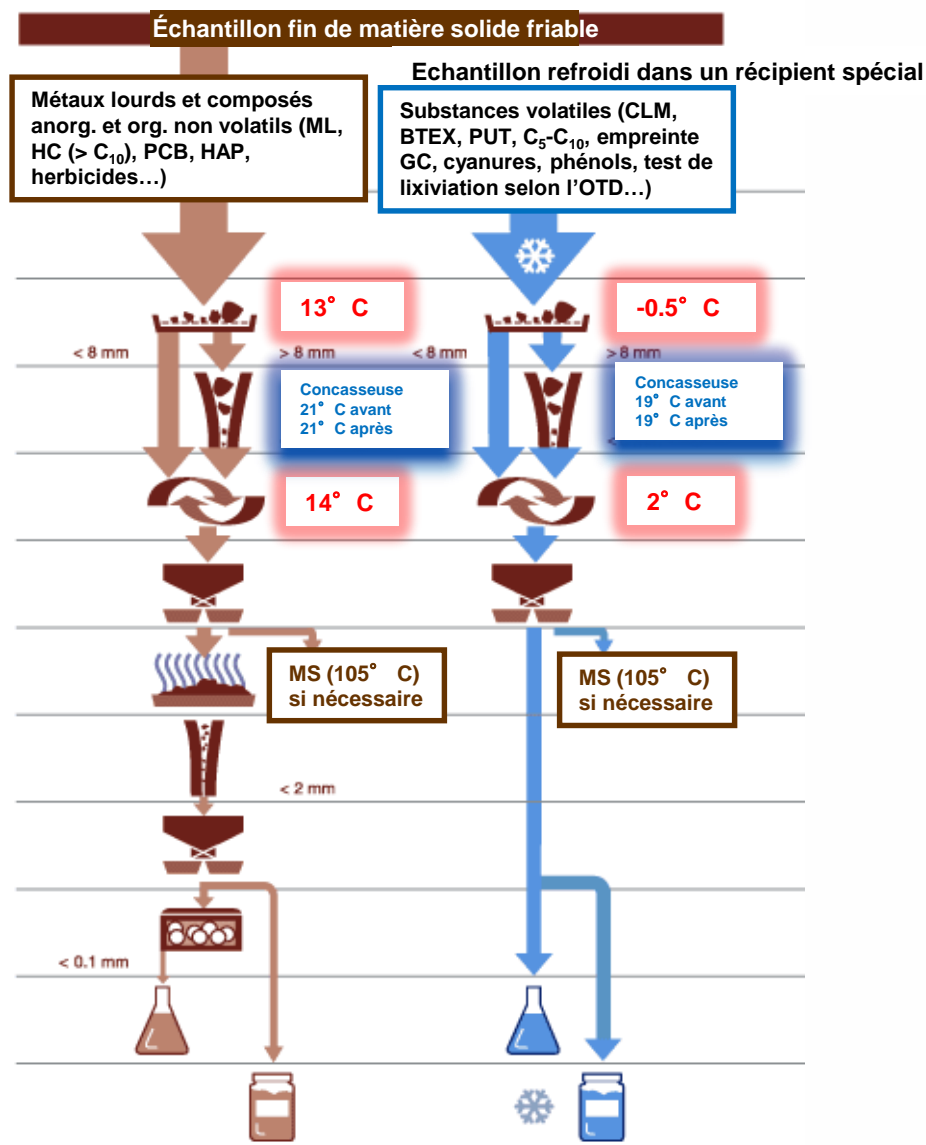 Échantillon fin de matière solide friable
Echantillon refroidi dans un récipient spécial
Métaux lourds et composés
anorg. et org. non volatils (ML,
HC (> C10), PCB, HAP,
herbicides…)
Substances volatiles (CLM,
BTEX, PUT, C5-C10, empreinte
GC, cyanures, phénols, test de
lixiviation selon l'OTD…)
13° C
-0.5° C
< 8 mm
> 8 mm
< 8 mm
> 8 mm
Concasseuse
21° C avant
21° C après
Concasseuse
19° C avant
19° C après
<
14° C
2° C
MS (105° C)
si nécessaire
MS (105° C)
si nécessaire
< 2 mm
< 0.1 mm